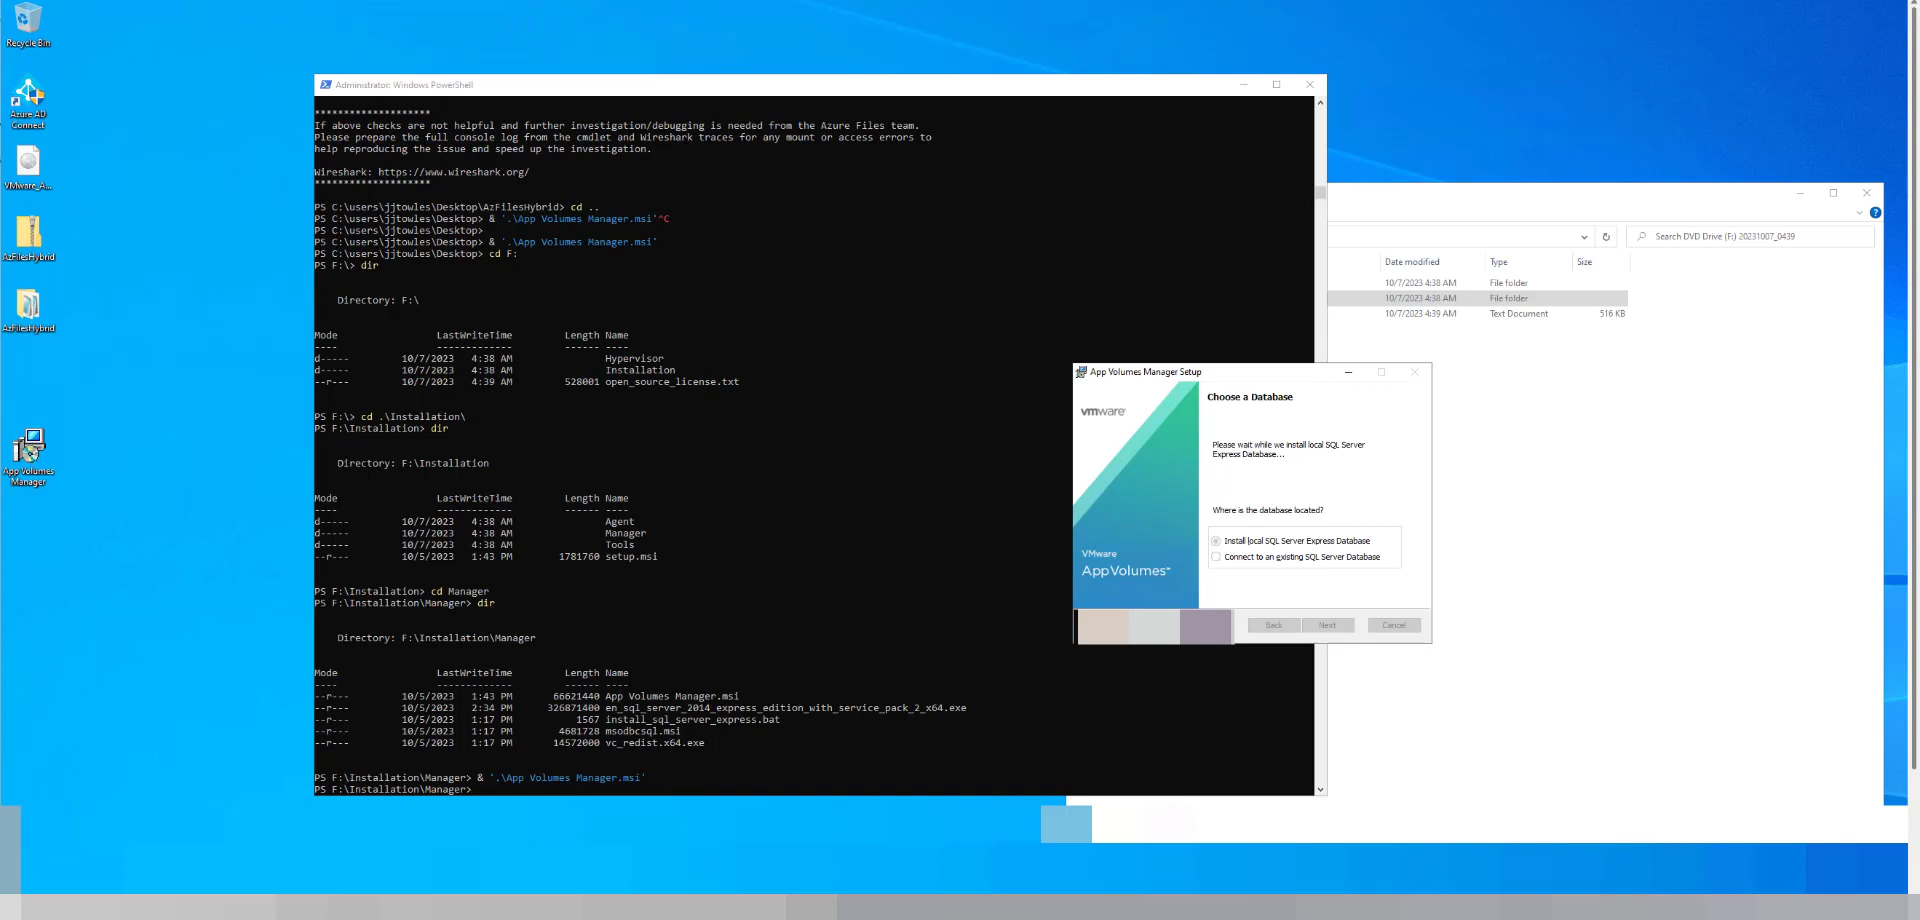 Recycle Bin
Azure AD
Connect
VMware_A...
AzFilesHybrid
AzFilesHybrid
App Volumes
Manager
Administrator: Windows PowerShell
********************
If above checks are not helpful and further investigation/debugging is needed from the Azure Files team.
Please prepare the full console log from the cmdlet and Wireshark traces for any mount or access errors to
help reproducing the issue and speed up the investigation.
Wireshark: https://www.wireshark.org/
********************
PS C:\users\jjtowles\Desktop\AzFilesHybrid> cd ..
PS C:\users\jjtowles\Desktop> & '.\App Volumes Manager.msi'^C
PS C:\users\jjtowles\Desktop>
PS C:\users\jjtowles\Desktop> & '.\App Volumes Manager.msi'
PS C:\users\jjtowles\Desktop> cd F:
PS F:\> dir
Directory: F:\
Mode LastWriteTime Length Name
---- ------------- ------ ----
d----- 10/7/2023 4:38 AM Hypervisor
d----- 10/7/2023 4:38 AM Installation
--r--- 10/7/2023 4:39 AM 528001 open_source_license.txt
PS F:\> cd .\Installation\
PS F:\Installation> dir
Directory: F:\Installation
Mode LastWriteTime Length Name
---- ------------- ------ ----
d----- 10/7/2023 4:38 AM Agent
d----- 10/7/2023 4:38 AM Manager
d----- 10/7/2023 4:38 AM Tools
--r--- 10/5/2023 1:43 PM 1781760 setup.msi
PS F:\Installation> cd Manager
PS F:\Installation\Manager> dir
Directory: F:\Installation\Manager
Mode LastWriteTime Length Name
---- ------------- ------ ----
--r--- 10/5/2023 1:43 PM 66621440 App Volumes Manager.msi
--r--- 10/5/2023 2:34 PM 326871400 en_sql_server_2014_express_edition_with_service_pack_2_x64.exe
--r--- 10/5/2023 1:17 PM 1567 install_sql_server_express.bat
--r--- 10/5/2023 1:17 PM 4681728 msodbcsql.msi
--r--- 10/5/2023 1:17 PM 14572000 vc_redist.x64.exe
PS F:\Installation\Manager> & '.\App Volumes Manager.msi'
PS F:\Installation\Manager>
Search DVD Drive (F:) 20231007_0439
Date modified Type Size
10/7/2023 4:38 AM File folder
10/7/2023 4:38 AM File folder
10/7/2023 4:39 AM Text Document 516 KB
App Volumes Manager Setup
vmware
Choose a Database
Please wait while we install local SQL Server
Express Database...
Where is the database located?
Install local SQL Server Express Database
Connect to an existing SQL Server Database
VMware
AppVolumes™
Back Next Cancel